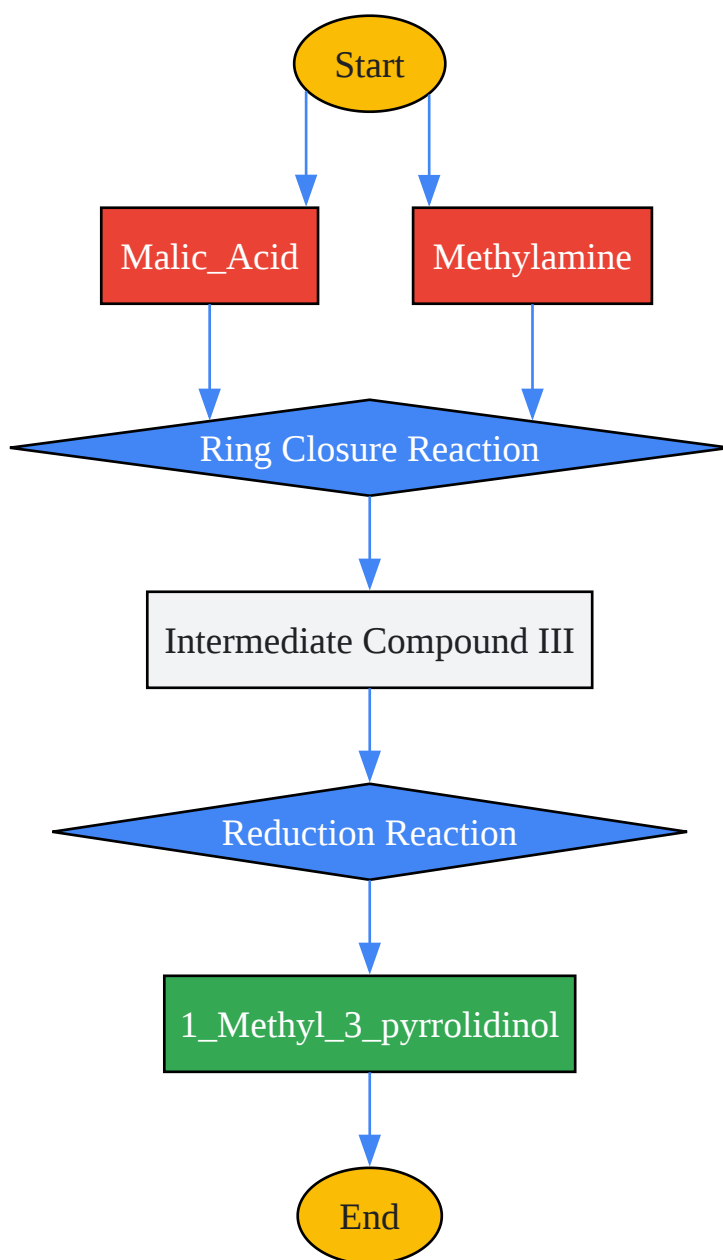 Start
Malic_Acid
Methylamine
Ring Closure Reaction
Intermediate Compound III
Reduction Reaction
1_Methyl_3_pyrrolidinol
End